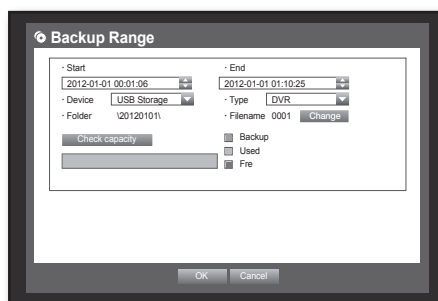 Backup Range
· Start · End
2012-01-01 00:01:06 2012-01-01 01:10:25
· Device USB Storage · Type DVR
· Folder \20120101\ · Filename 0001 Change
Check capacity Backup
Used
Fre
OK Cancel